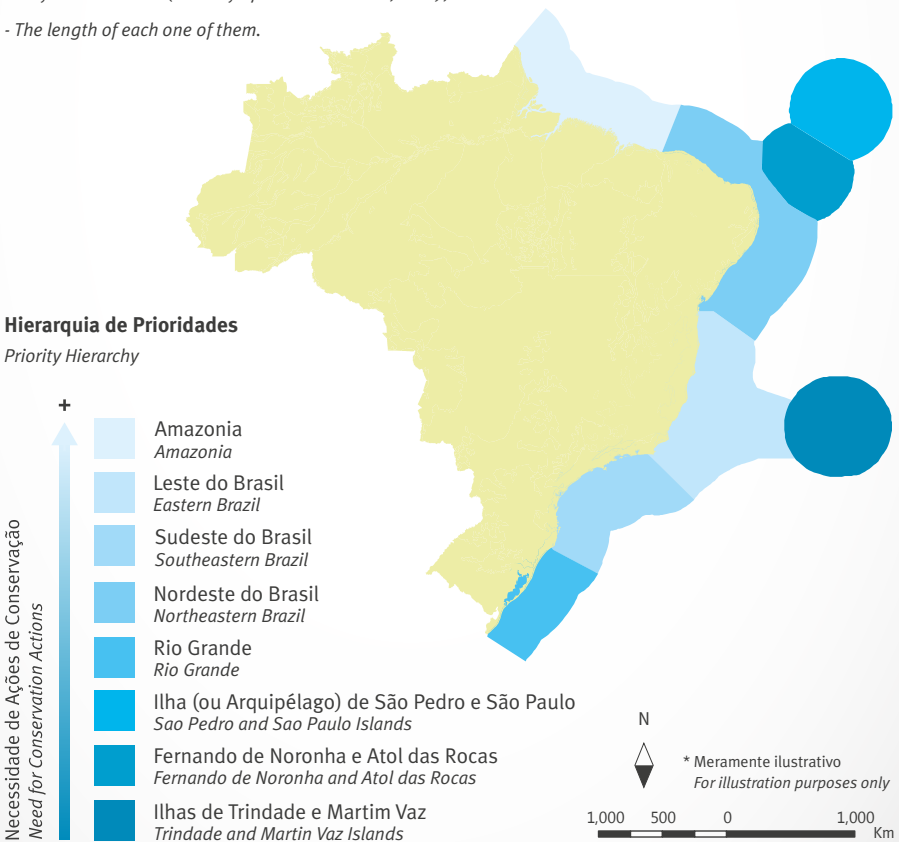 - The length of each one of them.
Hierarquia de Prioridades
Priority Hierarchy
+
Necessidade de Ações de Conservação
Need for Conservation Actions
Amazonia
Amazonia
Leste do Brasil
Eastern Brazil
Sudeste do Brasil
Southeastern Brazil
Nordeste do Brasil
Northeastern Brazil
Rio Grande
Rio Grande
Ilha (ou Arquipélago) de São Pedro e São Paulo
Sao Pedro and Sao Paulo Islands
Fernando de Noronha e Atol das Rocas
Fernando de Noronha and Atol das Rocas
Ilhas de Trindade e Martim Vaz
Trindade and Martin Vaz Islands
N
* Meramente ilustrativo
For illustration purposes only
1,000 500 0 1,000
Km